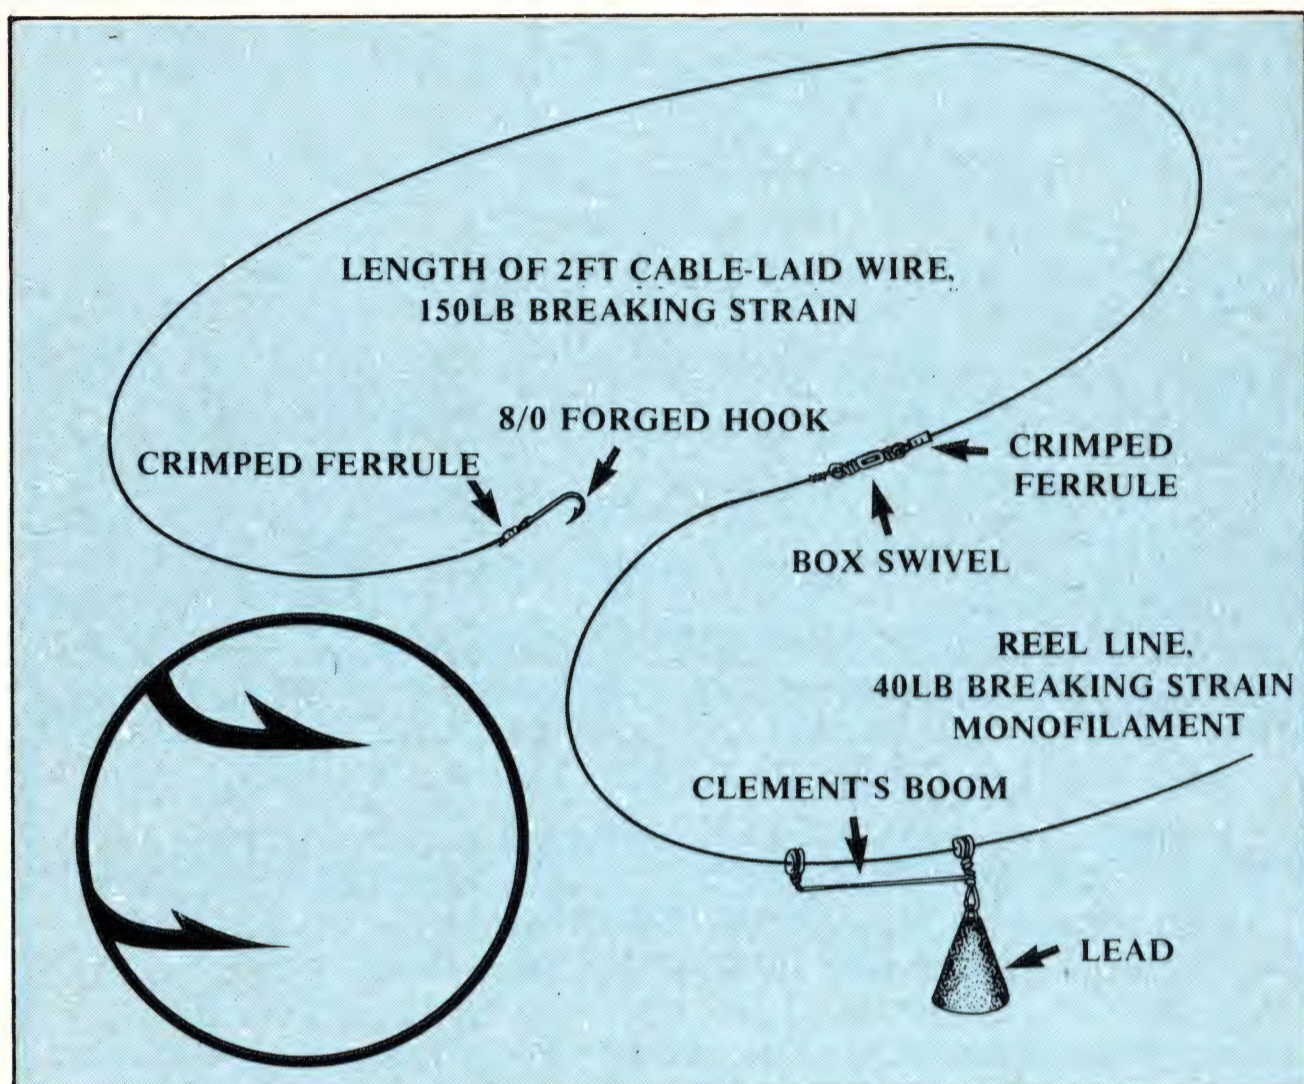 LENGTH OF 2FT CABLE-LAID WIRE,
150LB BREAKING STRAIN
8/0 FORGED HOOK
CRIMPED FERRULE
CRIMPED
FERRULE
BOX SWIVEL
REEL LINE,
40LB BREAKING STRAIN
MONOFILAMENT
CLEMENT'S BOOM
LEAD